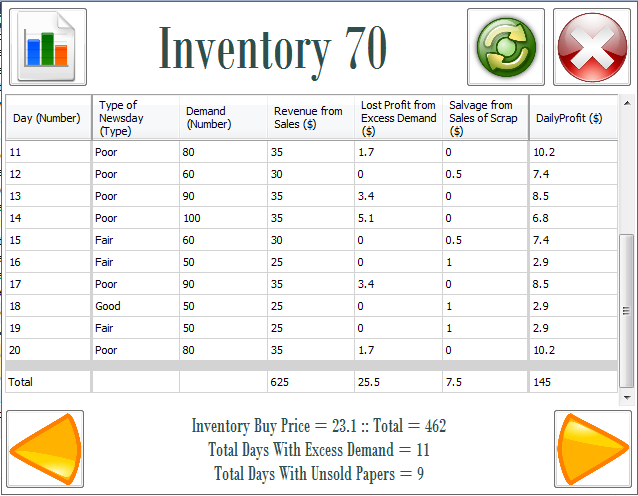 Inventory 70
Day (Number) Type of Newsday (Type) Demand (Number) Revenue from Sales ($) Lost Profit from Excess Demand ($) Salvage from Sales of Scrap ($) DailyProfit ($)
11 Poor 80 35 1.7 0 10.2
12 Poor 60 30 0 0.5 7.4
13 Poor 90 35 3.4 0 8.5
14 Poor 100 35 5.1 0 6.8
15 Fair 60 30 0 0.5 7.4
16 Fair 50 25 0 1 2.9
17 Poor 90 35 3.4 0 8.5
18 Good 50 25 0 1 2.9
19 Fair 50 25 0 1 2.9
20 Poor 80 35 1.7 0 10.2
Total 625 25.5 7.5 145
Inventory Buy Price = 23.1 :: Total = 462
Total Days With Excess Demand = 11
Total Days With Unsold Papers = 9